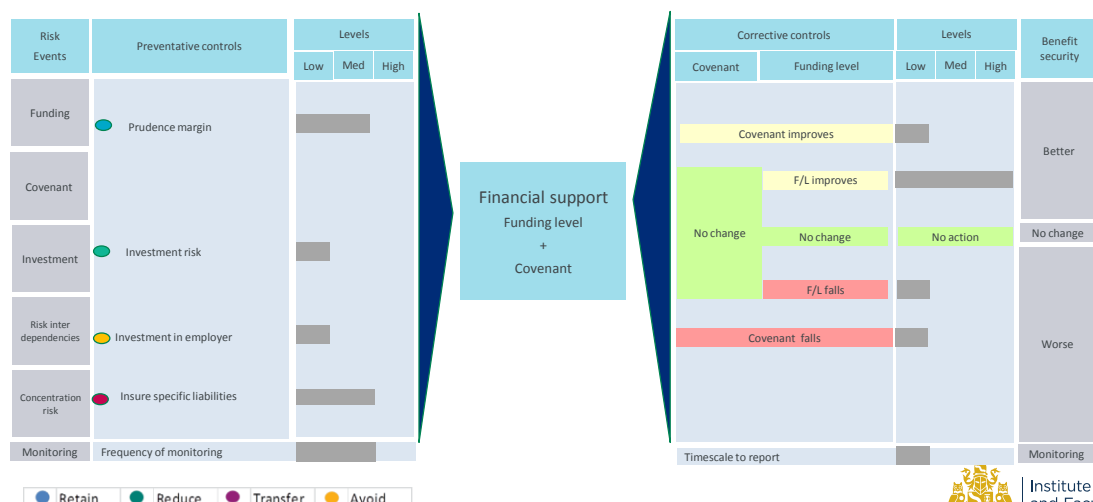 Risk
Events
Preventative controls
Levels
Low
Med
High
Funding
Prudence margin
Covenant
Investment
Investment risk
Risk inter
dependencies
Investment in employer
Concentration
risk
Insure specific liabilities
Monitoring
Frequency of monitoring
Financial support
Funding level
+
Covenant
Corrective controls
Levels
Benefit
security
Covenant
Funding level
Low
Med
High
Covenant improves
Better
F/L improves
No change
No change
No action
No change
F/L falls
Covenant falls
Worse
Timescale to report
Monitoring
Retain
Reduce
Transfer
Avoid
Institute